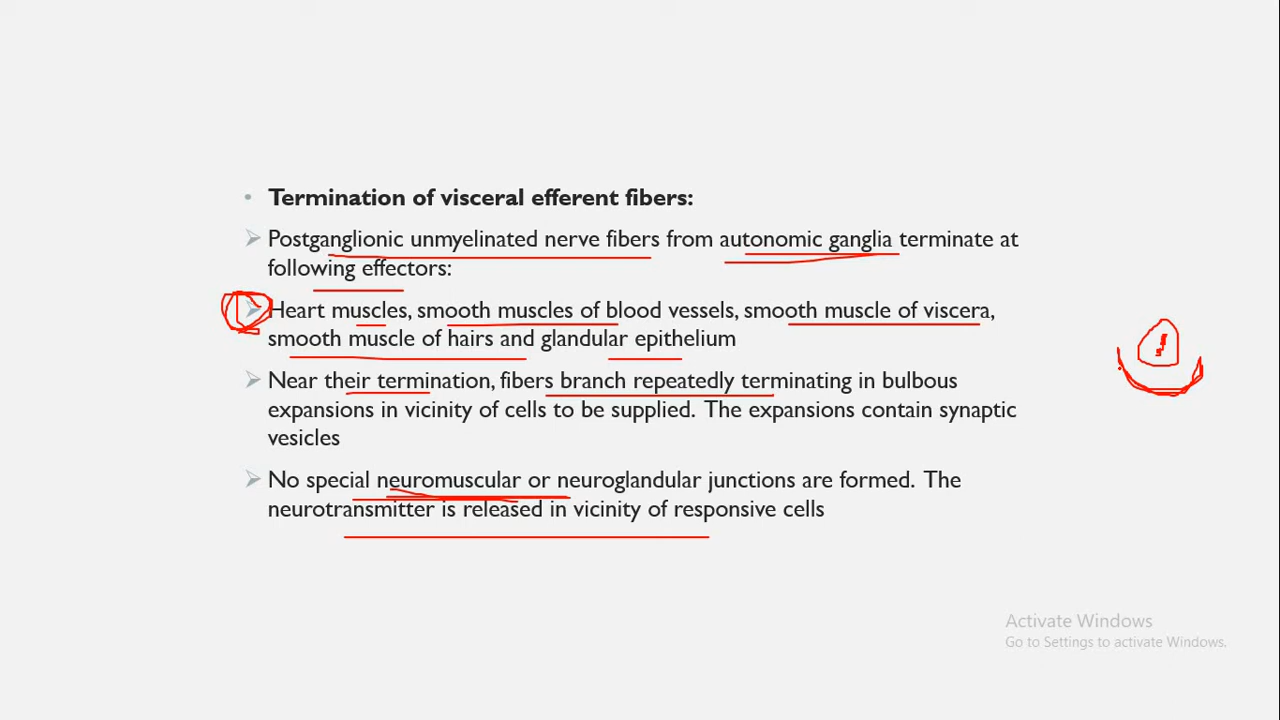 Termination of visceral efferent fibers:
Postganglionic unmyelinated nerve fibers from autonomic ganglia terminate at
following effectors:
Heart muscles, smooth muscles of blood vessels, smooth muscle of viscera,
smooth muscle of hairs and glandular epithelium
Near their termination, fibers branch repeatedly terminating in bulbous
expansions in vicinity of cells to be supplied. The expansions contain synaptic
vesicles
No special neuromuscular or neuroglandular junctions are formed. The
neurotransmitter is released in vicinity of responsive cells
Activate Windows
Go to Settings to activate Windows.